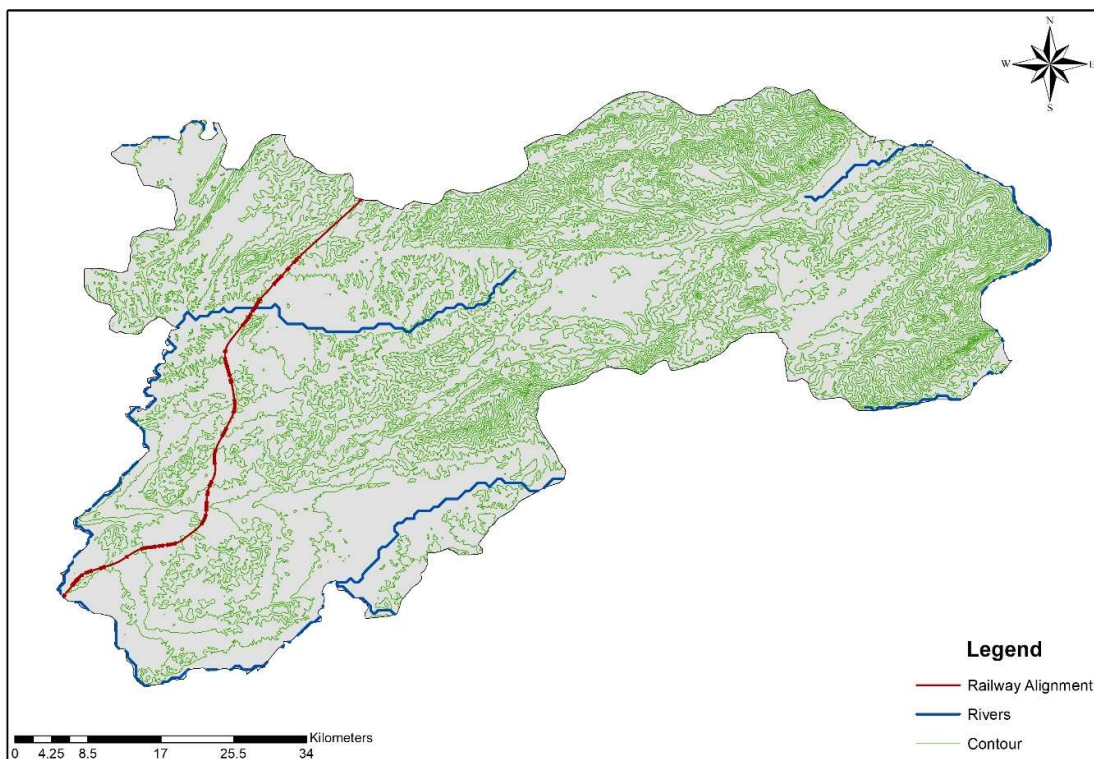 N
W E
S
Legend
Railway Alignment
Rivers
Contour
Kilometers
0 4.25 8.5 17 25.5 34